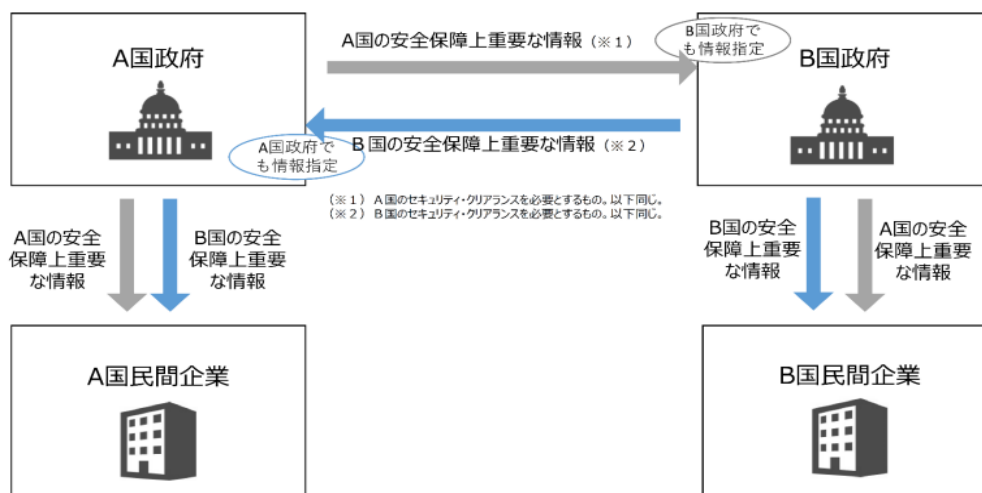 A国政府
A国の安全保障上重要な情報（※１）
B国政府で
も情報指定
B国政府
A国政府で
も情報指定
B国の安全保障上重要な情報（※２）
（※１）A国のセキュリティ・クリアランスを必要とするもの。以下同じ。
（※２）B国のセキュリティ・クリアランスを必要とするもの。以下同じ。
A国の安全
保障上重要
な情報
B国の安全
保障上重要
な情報
B国の安全
保障上重要
な情報
A国の安全
保障上重要
な情報
A国民間企業
B国民間企業